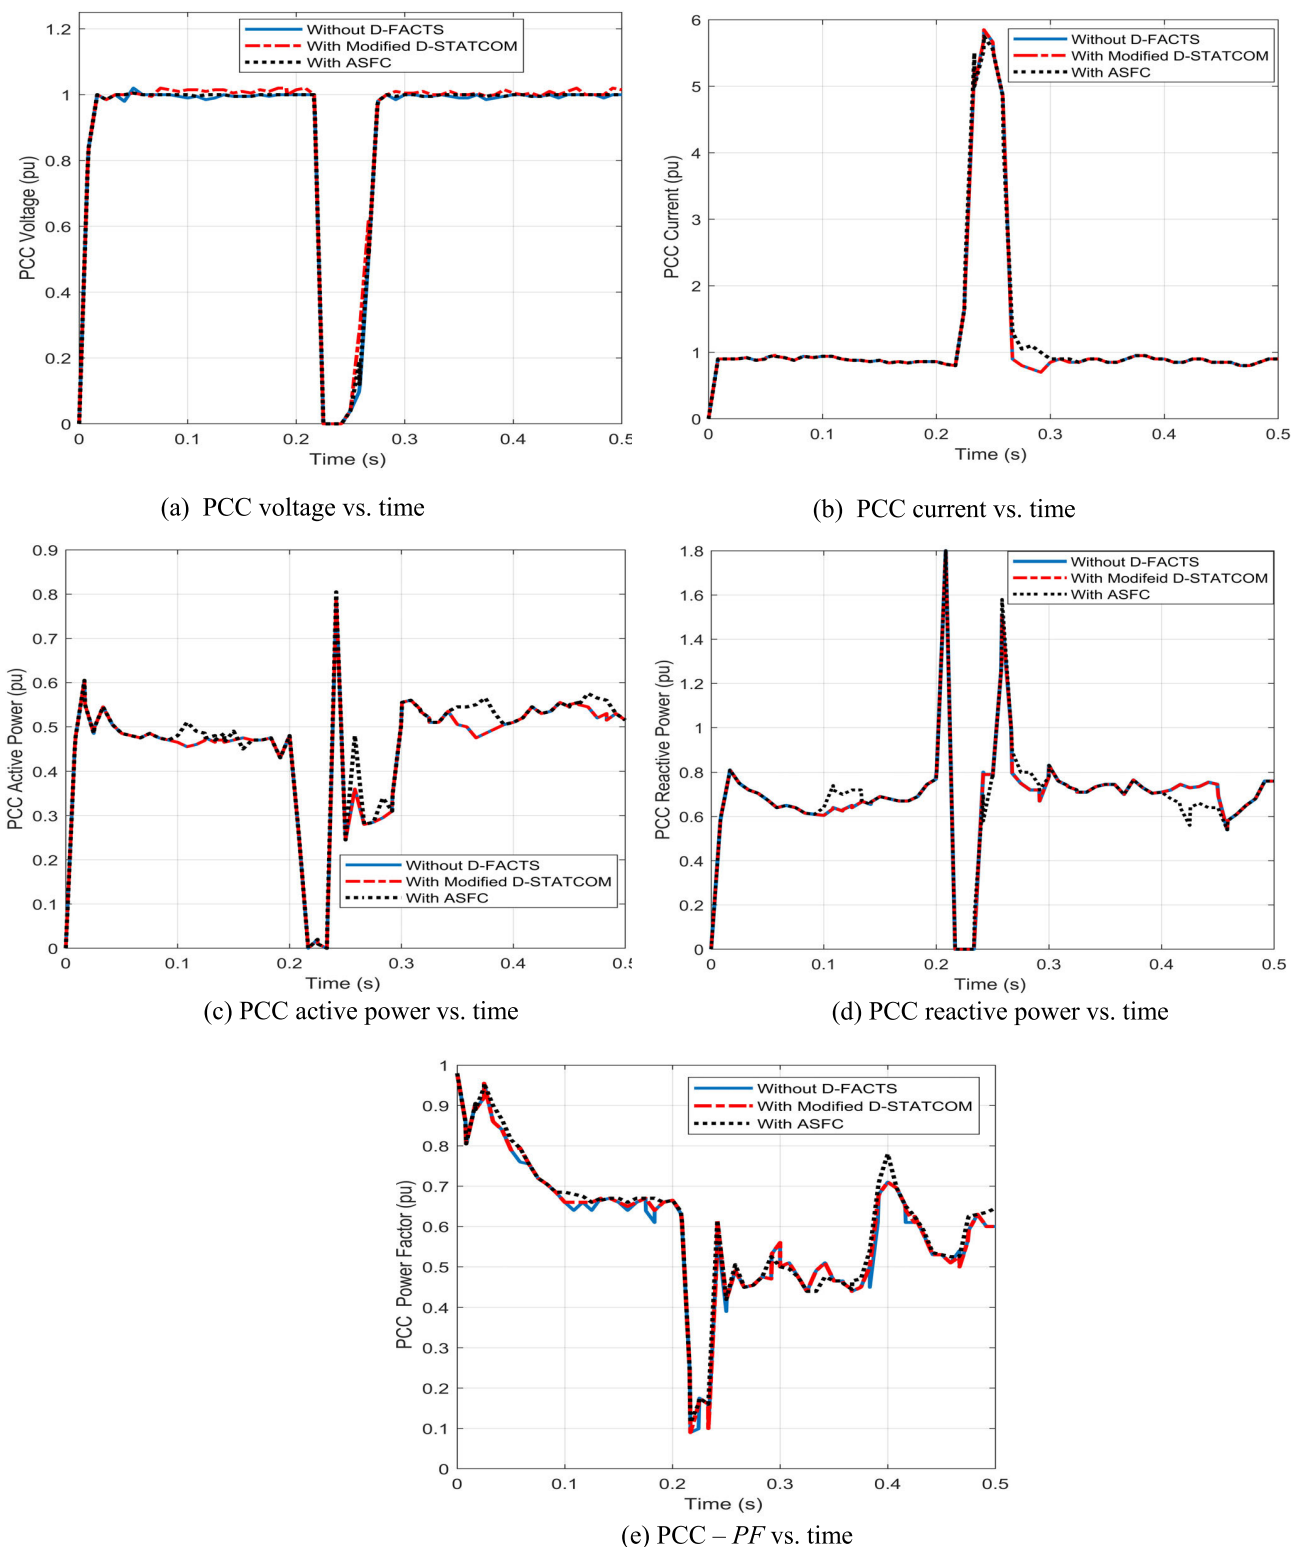 1.2
1
0.8
0.6
0.4
0.2
0
PCC Voltage (pu)
Without D-FACTS
With Modified D-STATCOM
With ASFC
0 0.1 0.2 0.3 0.4 0.5
Time (s)
(a) PCC voltage vs. time
6
5
4
3
2
1
0
PCC Current (pu)
Without D-FACTS
With Modified D-STATCOM
With ASFC
0 0.1 0.2 0.3 0.4 0.5
Time (s)
(b) PCC current vs. time
0.9
0.8
0.7
0.6
0.5
0.4
0.3
0.2
0.1
0
PCC Active Power (pu)
Without D-FACTS
With Modified D-STATCOM
With ASFC
0 0.1 0.2 0.3 0.4 0.5
Time (s)
(c) PCC active power vs. time
1.8
1.6
1.4
1.2
1
0.8
0.6
0.4
0.2
0
PCC Reactive Power (pu)
Without D-FACTS
With Modifeid D-STATCOM
With ASFC
0 0.1 0.2 0.3 0.4 0.5
Time (s)
(d) PCC reactive power vs. time
1
0.9
0.8
0.7
0.6
0.5
0.4
0.3
0.2
0.1
0
PCC Power Factor (pu)
Without D-FACTS
With Modified D-STATCOM
With ASFC
0 0.1 0.2 0.3 0.4 0.5
Time (s)
(e) PCC – PF vs. time